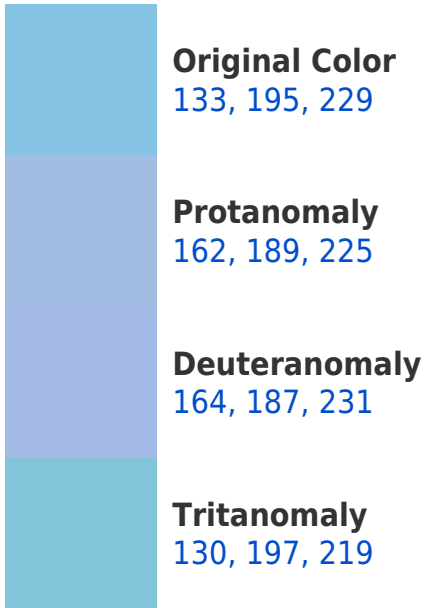 Original Color
133, 195, 229
Protanomaly
162, 189, 225
Deuteranomaly
164, 187, 231
Tritanomaly
130, 197, 219